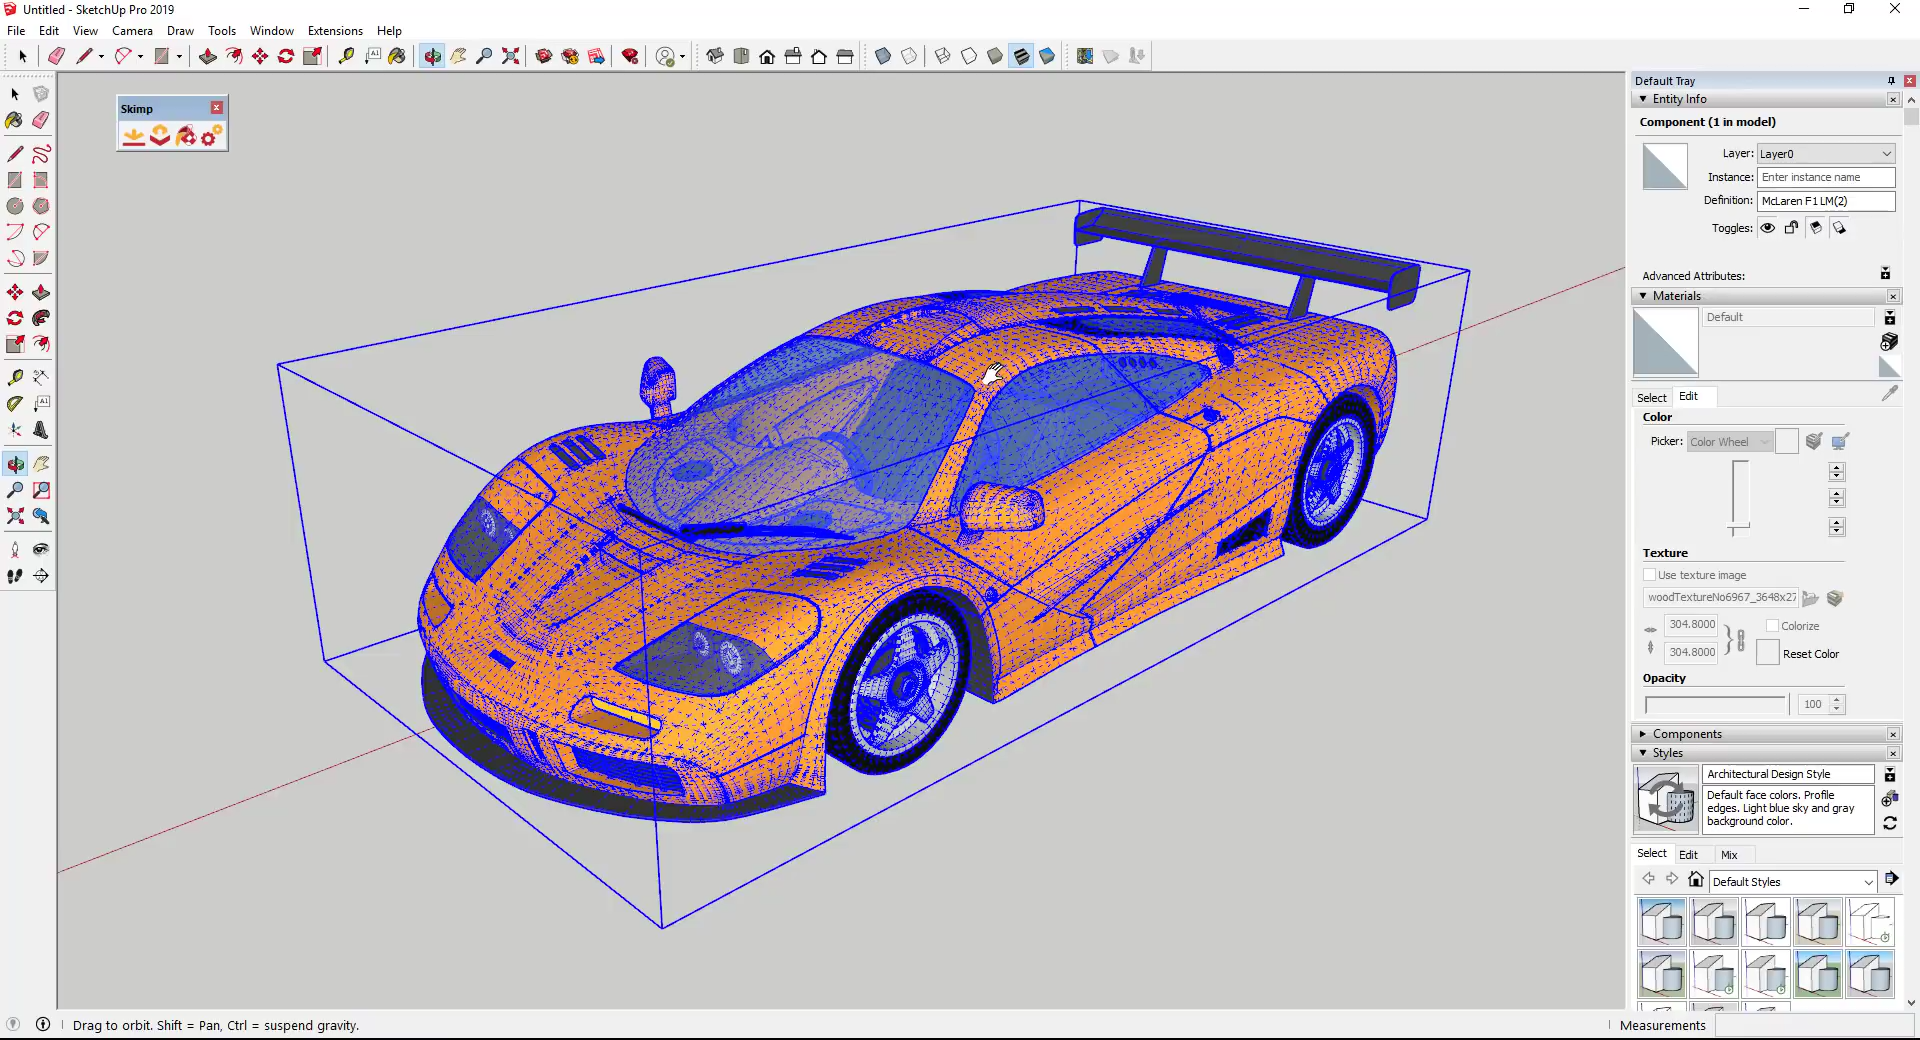 Untitled - SketchUp Pro 2019
File Edit View Camera Draw Tools Window Extensions Help
Skimp
Default Tray
Entity Info
Component (1 in model)
Layer: Layer0
Instance: Enter instance name
Definition: McLaren F1 LM(2)
Toggles:
Advanced Attributes:
Materials
Default
Select Edit
Color
Picker: Color Wheel
Texture
Use texture image
woodTextureNo6967_3648x27
304.8000 Colorize
304.8000 Reset Color
Opacity
100
Components
Styles
Architectural Design Style
Default face colors. Profile
edges. Light blue sky and gray
background color.
Select Edit Mix
Default Styles
Drag to orbit. Shift = Pan, Ctrl = suspend gravity.
Measurements